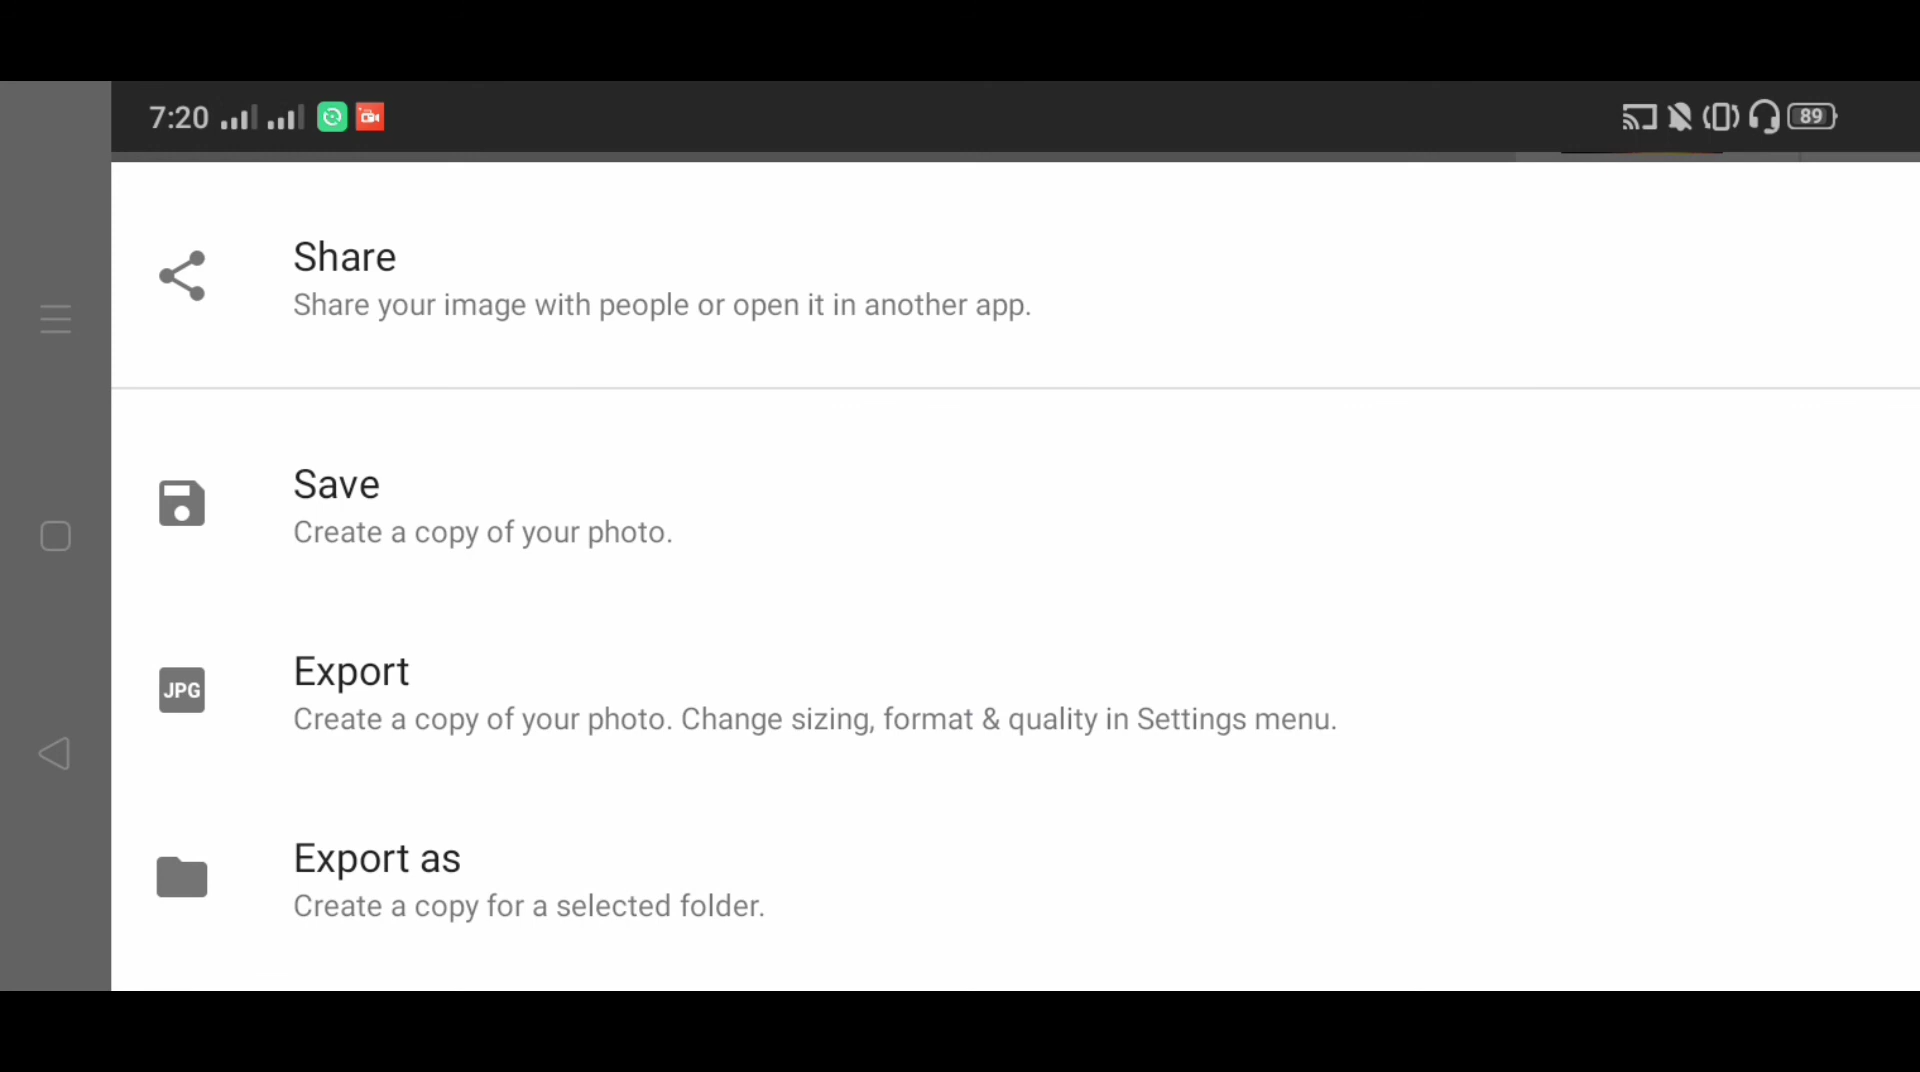 7:20
89
Share
Share your image with people or open it in another app.
Save
Create a copy of your photo.
JPG
Export
Create a copy of your photo. Change sizing, format & quality in Settings menu.
Export as
Create a copy for a selected folder.